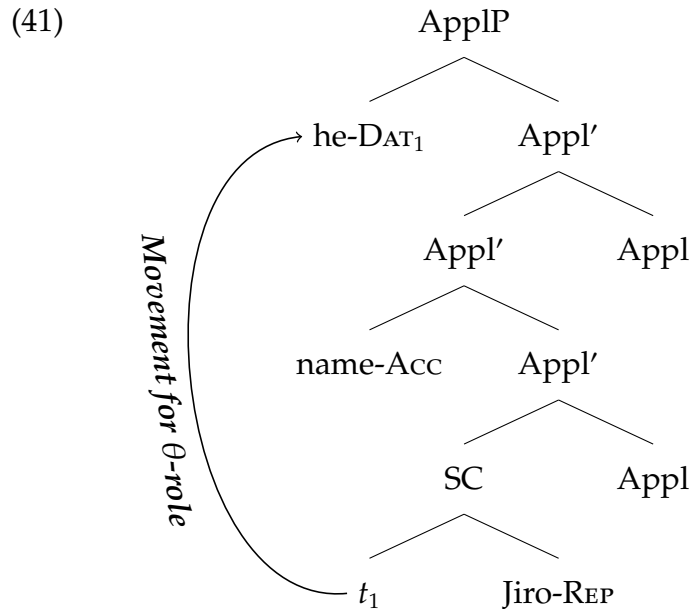 (41)
ApplP
he-DAT₁ Appl′
Appl′ Appl
name-ACC Appl′
SC Appl
t₁ Jiro-REP
Movement for θ-role